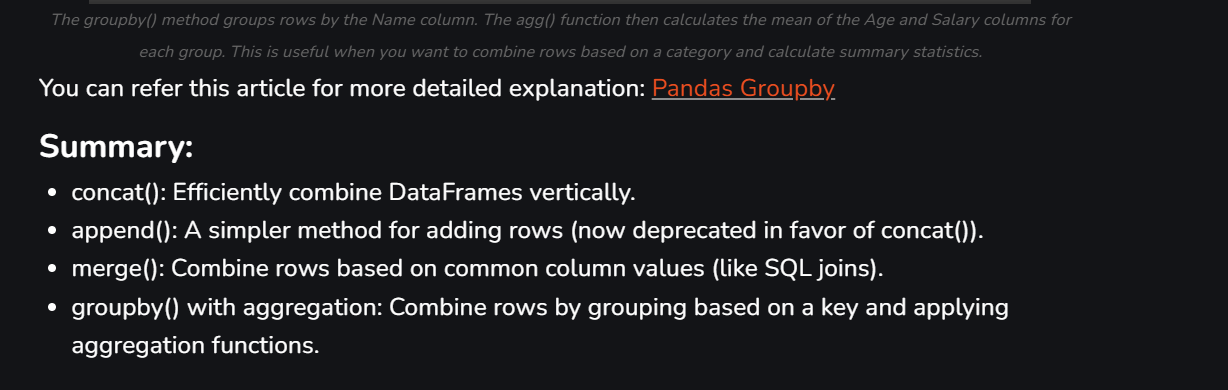 The groupby() method groups rows by the Name column. The agg() function then calculates the mean of the Age and Salary columns for
each group. This is useful when you want to combine rows based on a category and calculate summary statistics.
You can refer this article for more detailed explanation: Pandas Groupby
Summary:
• concat(): Efficiently combine DataFrames vertically.
• append(): A simpler method for adding rows (now deprecated in favor of concat()).
• merge(): Combine rows based on common column values (like SQL joins).
• groupby() with aggregation: Combine rows by grouping based on a key and applying
aggregation functions.